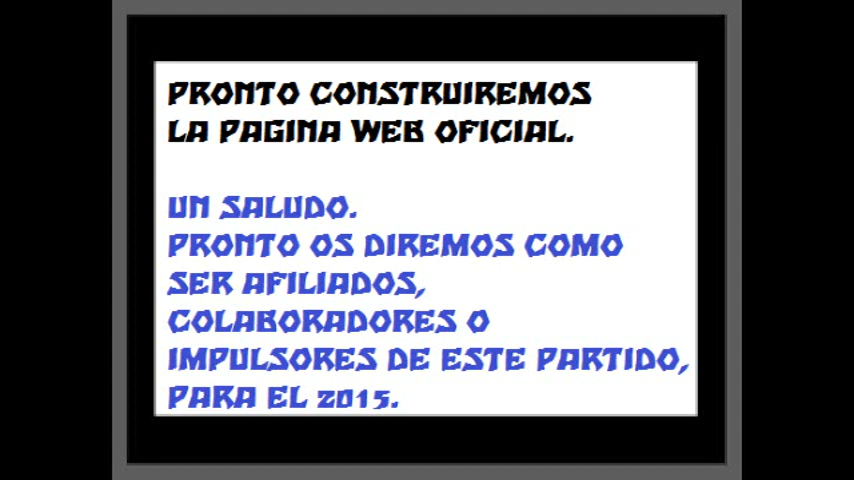 PRONTO CONSTRUIREMOS
LA PAGINA WEB OFICIAL.
UN SALUDO.
PRONTO OS DIREMOS COMO
SER AFILIADOS,
COLABORADORES O
IMPULSORES DE ESTE PARTIDO,
PARA EL 2015.